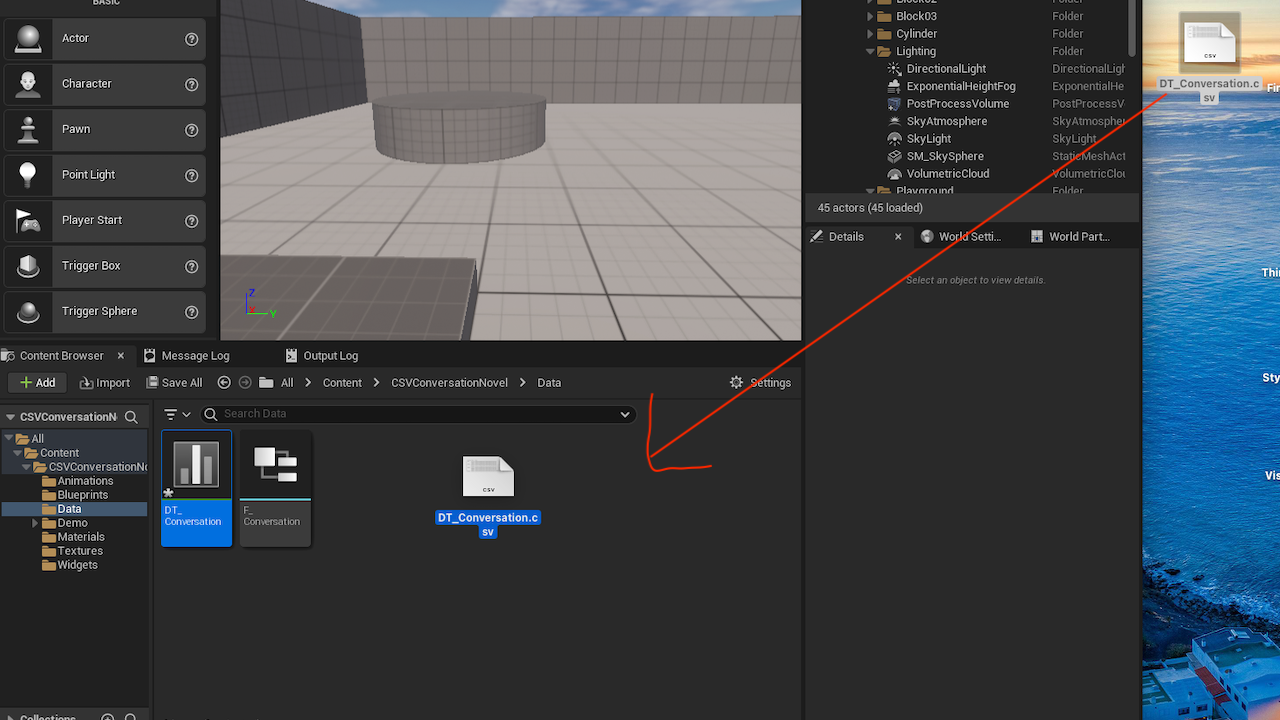 BASIC
Actor
Character
Pawn
Point Light
Player Start
Trigger Box
Trigger Sphere
Z
Y
Block02 Folder
Block03 Folder
Cylinder Folder
Lighting Folder
DirectionalLight DirectionalLigh
ExponentialHeightFog ExponentialHe
PostProcessVolume PostProcessV
SkyAtmosphere SkyAtmospher
SkyLight SkyLight
SM_SkySphere StaticMeshAct
VolumetricCloud VolumetricClou
Playground Folder
45 actors (45 loaded)
Details World Setti... World Part...
Select an object to view details.
Content Browser Message Log Output Log
Add Import Save All All Content CSVConversationNovel Data Settings
CSVConversationN
Search Data
All
Content
CSVConversationNo
Animations
Blueprints
Data
Demo
Materials
Textures
Widgets
Collections
DT_
Conversation
F_
Conversation
CSV
DT_Conversation.c
sv
CSV
DT_Conversation.c
sv
Fir
Thi
Sty
Vis